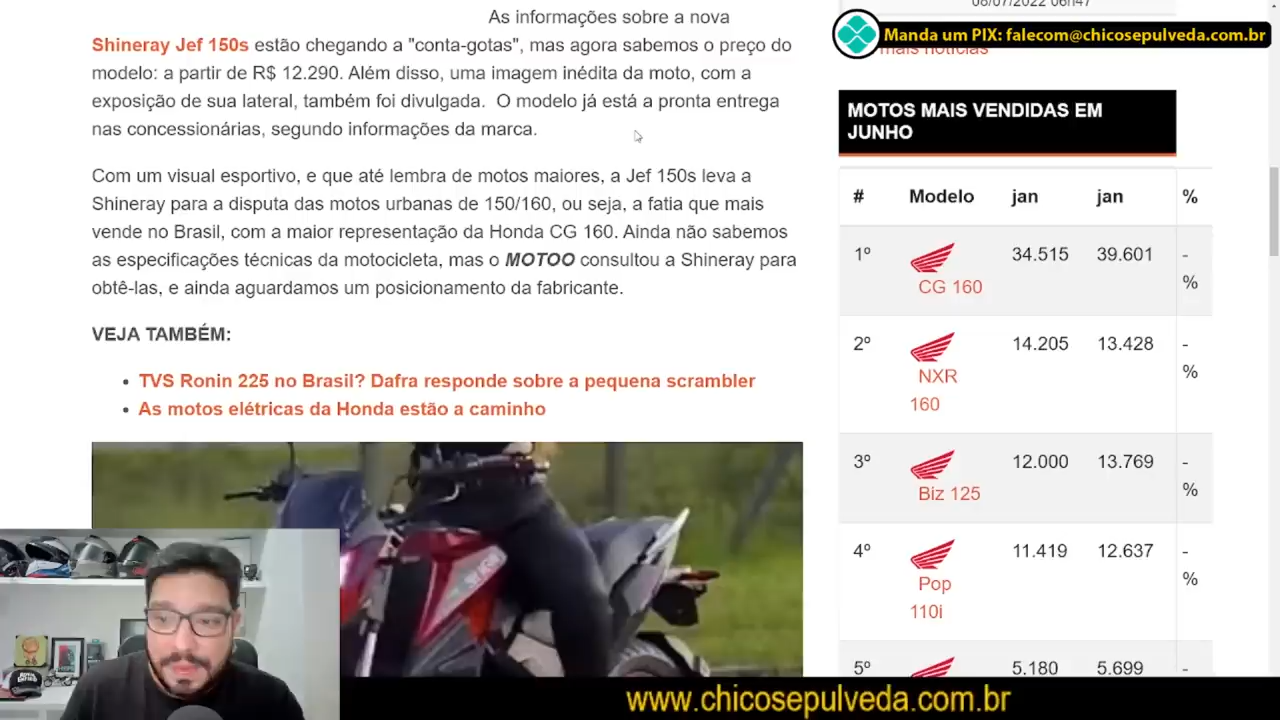 As informações sobre a nova
Shineray Jef 150s estão chegando a "conta-gotas", mas agora sabemos o preço do
modelo: a partir de R$ 12.290. Além disso, uma imagem inédita da moto, com a
exposição de sua lateral, também foi divulgada. O modelo já está a pronta entrega
nas concessionárias, segundo informações da marca.
Com um visual esportivo, e que até lembra de motos maiores, a Jef 150s leva a
Shineray para a disputa das motos urbanas de 150/160, ou seja, a fatia que mais
vende no Brasil, com a maior representação da Honda CG 160. Ainda não sabemos
as especificações técnicas da motocicleta, mas o MOTOO consultou a Shineray para
obtê-las, e ainda aguardamos um posicionamento da fabricante.
VEJA TAMBÉM:
• TVS Ronin 225 no Brasil? Dafra responde sobre a pequena scrambler
• As motos elétricas da Honda estão a caminho
08/07/2022 06h47
Manda um PIX: falecom@chicosepulveda.com.br
mais notícias
MOTOS MAIS VENDIDAS EM
JUNHO
# Modelo jan jan %
1º CG 160 34.515 39.601 -%
2º NXR 160 14.205 13.428 -%
3º Biz 125 12.000 13.769 -%
4º Pop 110i 11.419 12.637 -%
5º 5.180 5.699 -
www.chicosepulveda.com.br